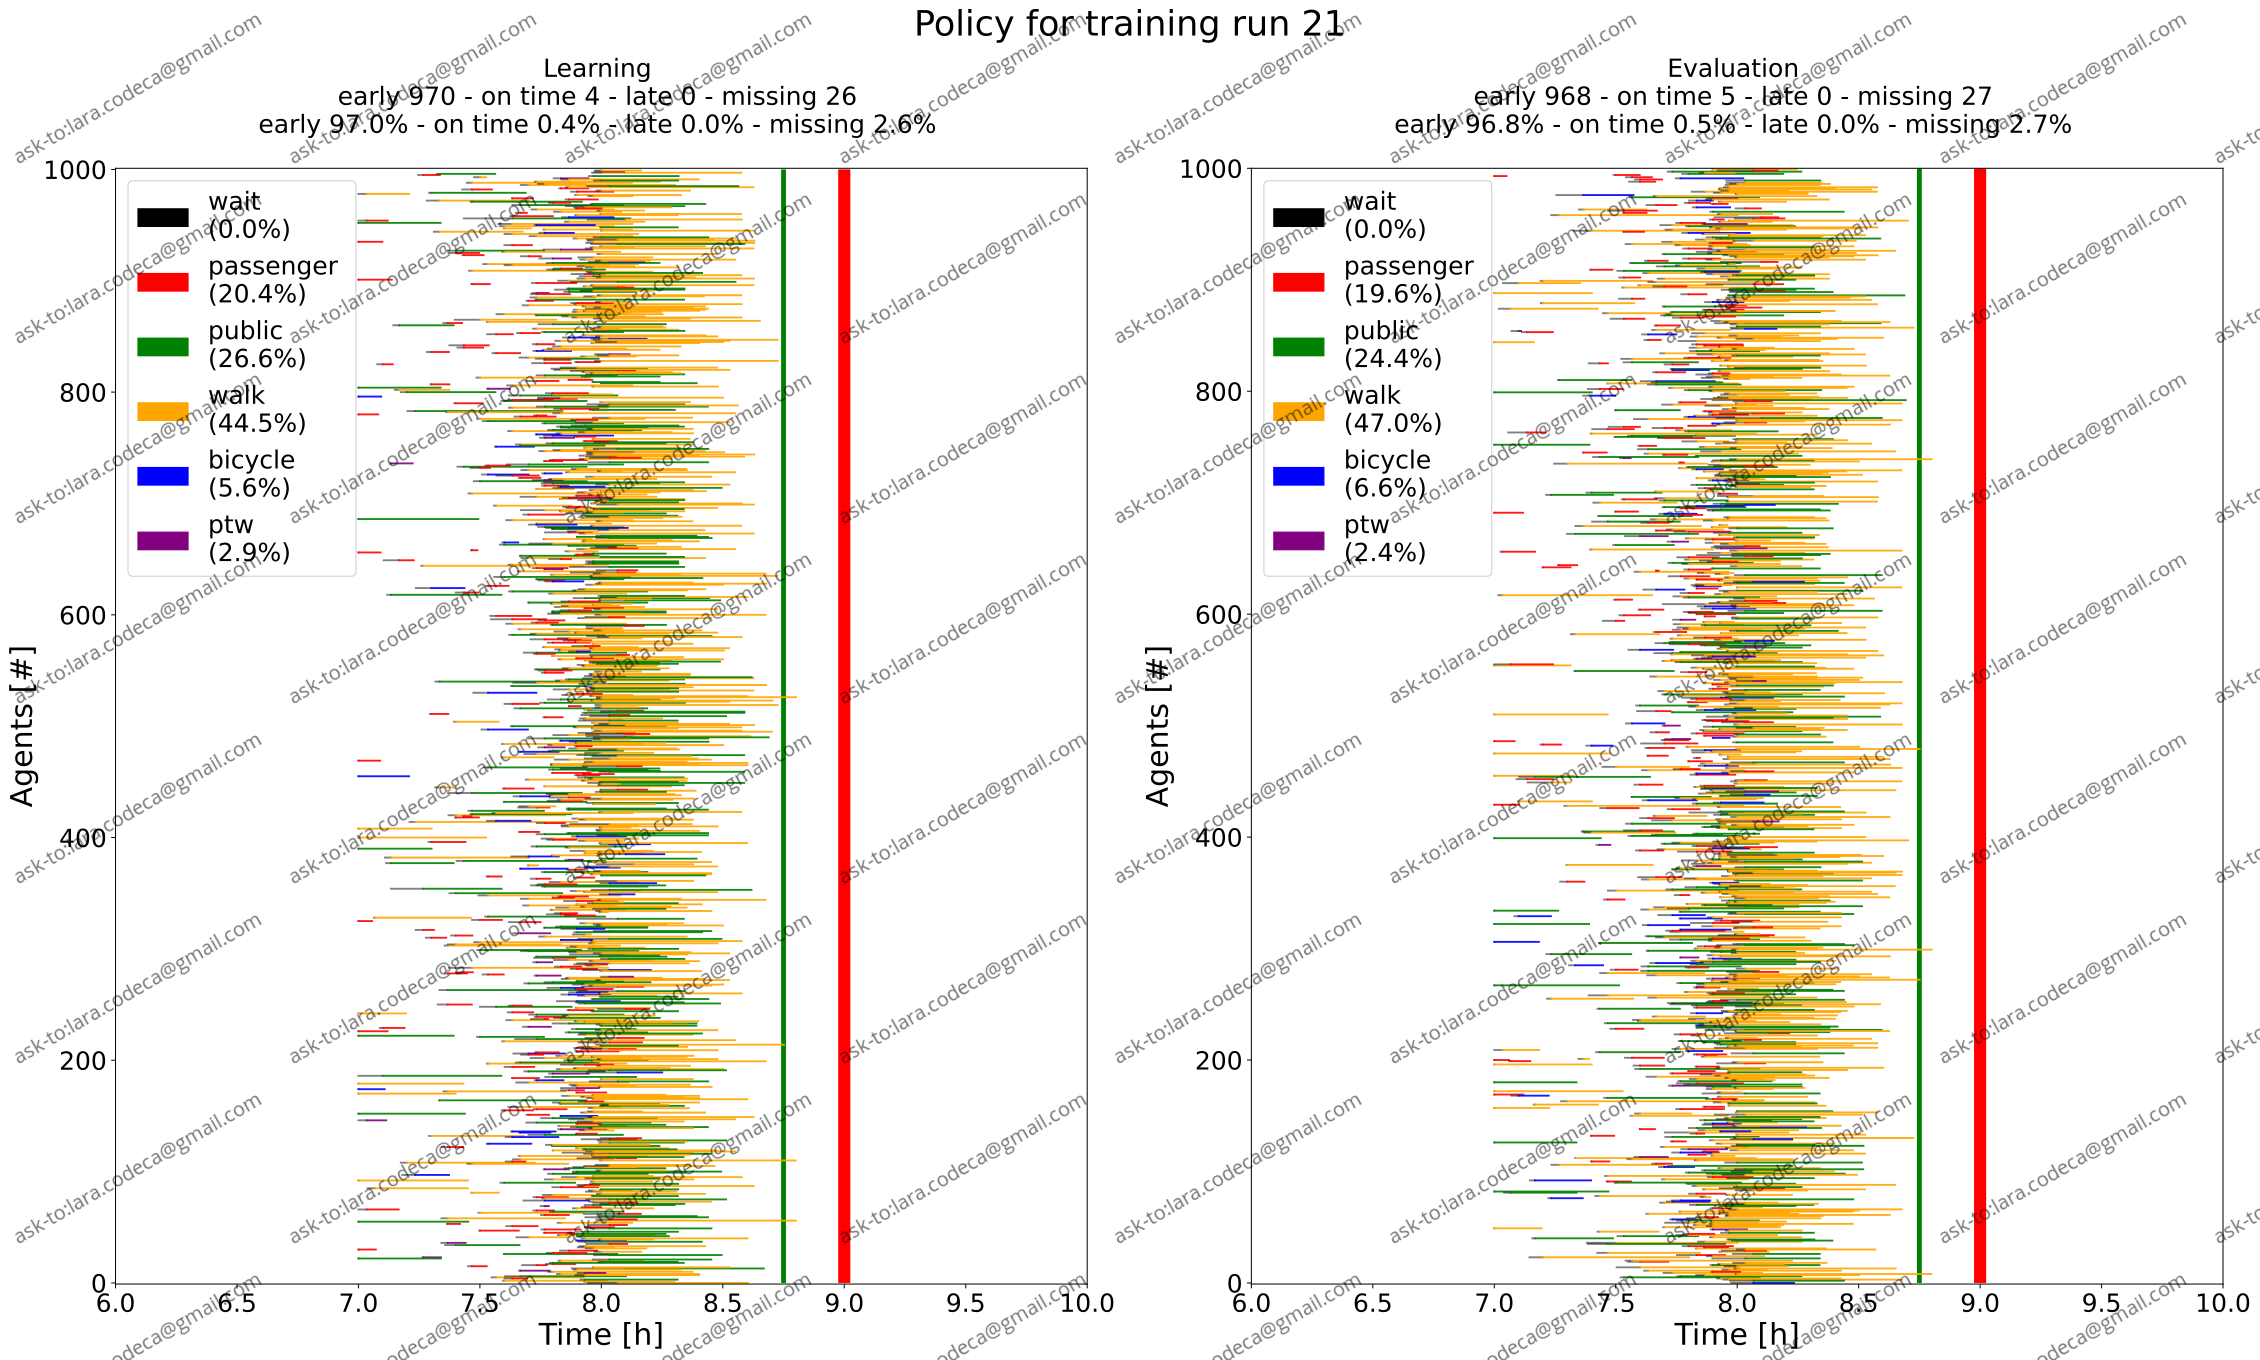 Policy for training run 21
Learning
early 970 - on time 4 - late 0 - missing 26
early 97.0% - on time 0.4% - late 0.0% - missing 2.6%
1000
800
600
400
200
0
Agents [#]
wait
(0.0%)
passenger
(20.4%)
public
(26.6%)
walk
(44.5%)
bicycle
(5.6%)
ptw
(2.9%)
6.0 6.5 7.0 7.5 8.0 8.5 9.0 9.5 10.0
Time [h]
Evaluation
early 968 - on time 5 - late 0 - missing 27
early 96.8% - on time 0.5% - late 0.0% - missing 2.7%
1000
800
600
400
200
0
Agents [#]
wait
(0.0%)
passenger
(19.6%)
public
(24.4%)
walk
(47.0%)
bicycle
(6.6%)
ptw
(2.4%)
6.0 6.5 7.0 7.5 8.0 8.5 9.0 9.5 10.0
Time [h]
ask-to:lara.codeca@gmail.com